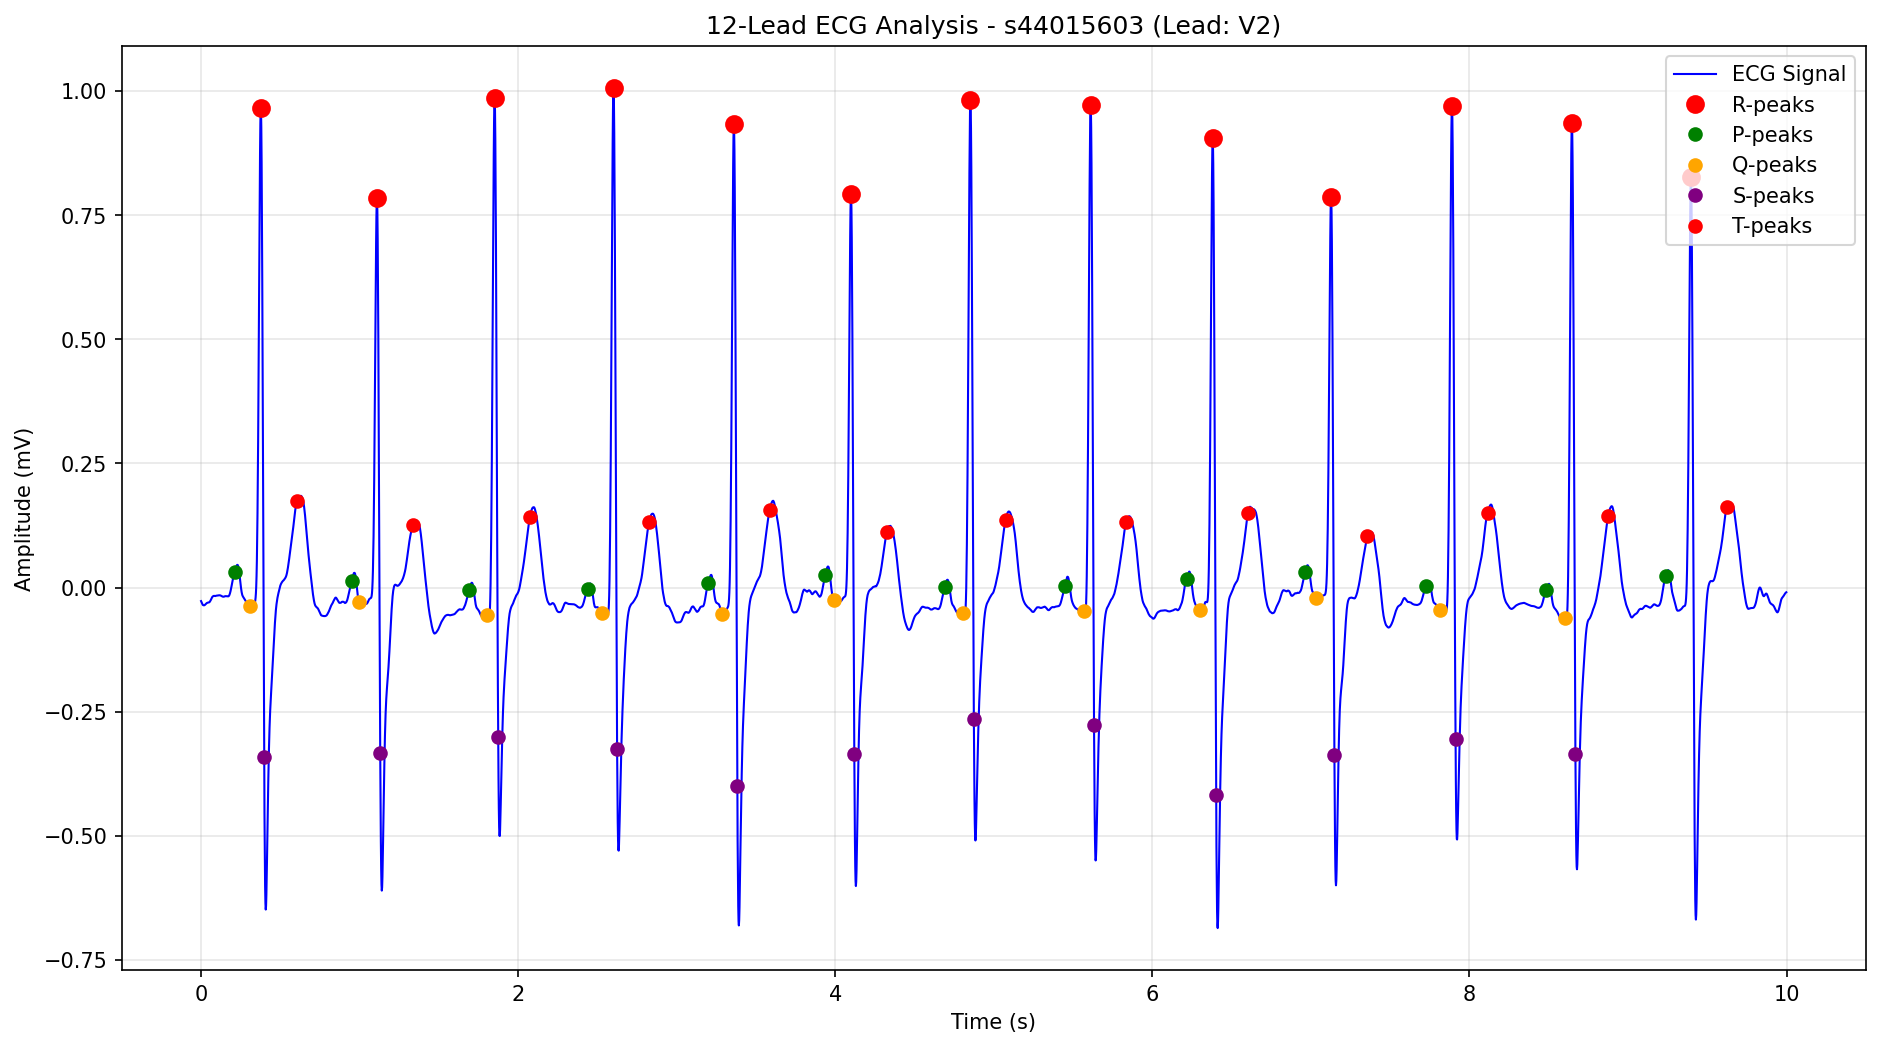 12-Lead ECG Analysis - s44015603 (Lead: V2)
ECG Signal
R-peaks
P-peaks
Q-peaks
S-peaks
T-peaks
Amplitude (mV)
1.00
0.75
0.50
0.25
0.00
−0.25
−0.50
−0.75
0 2 4 6 8 10
Time (s)